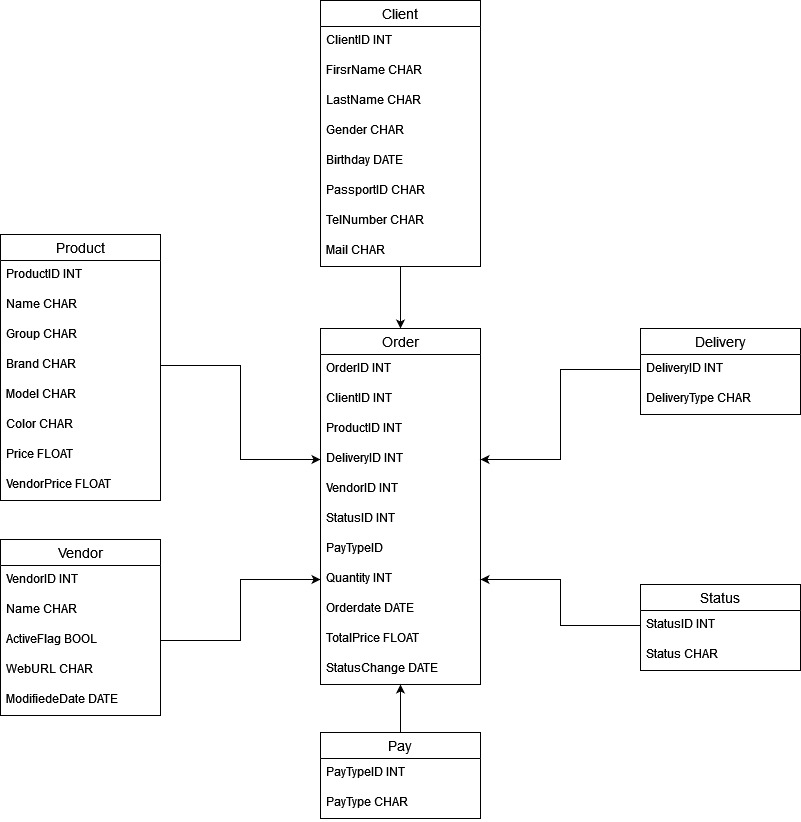 Client
ClientID INT
FirsrName CHAR
LastName CHAR
Gender CHAR
Birthday DATE
PassportID CHAR
TelNumber CHAR
Mail CHAR
Product
ProductID INT
Name CHAR
Group CHAR
Brand CHAR
Model CHAR
Color CHAR
Price FLOAT
VendorPrice FLOAT
Order
OrderID INT
ClientID INT
ProductID INT
DeliveryID INT
VendorID INT
StatusID INT
PayTypeID
Quantity INT
Orderdate DATE
TotalPrice FLOAT
StatusChange DATE
Delivery
DeliveryID INT
DeliveryType CHAR
Vendor
VendorID INT
Name CHAR
ActiveFlag BOOL
WebURL CHAR
ModifiedeDate DATE
Status
StatusID INT
Status CHAR
Pay
PayTypeID INT
PayType CHAR